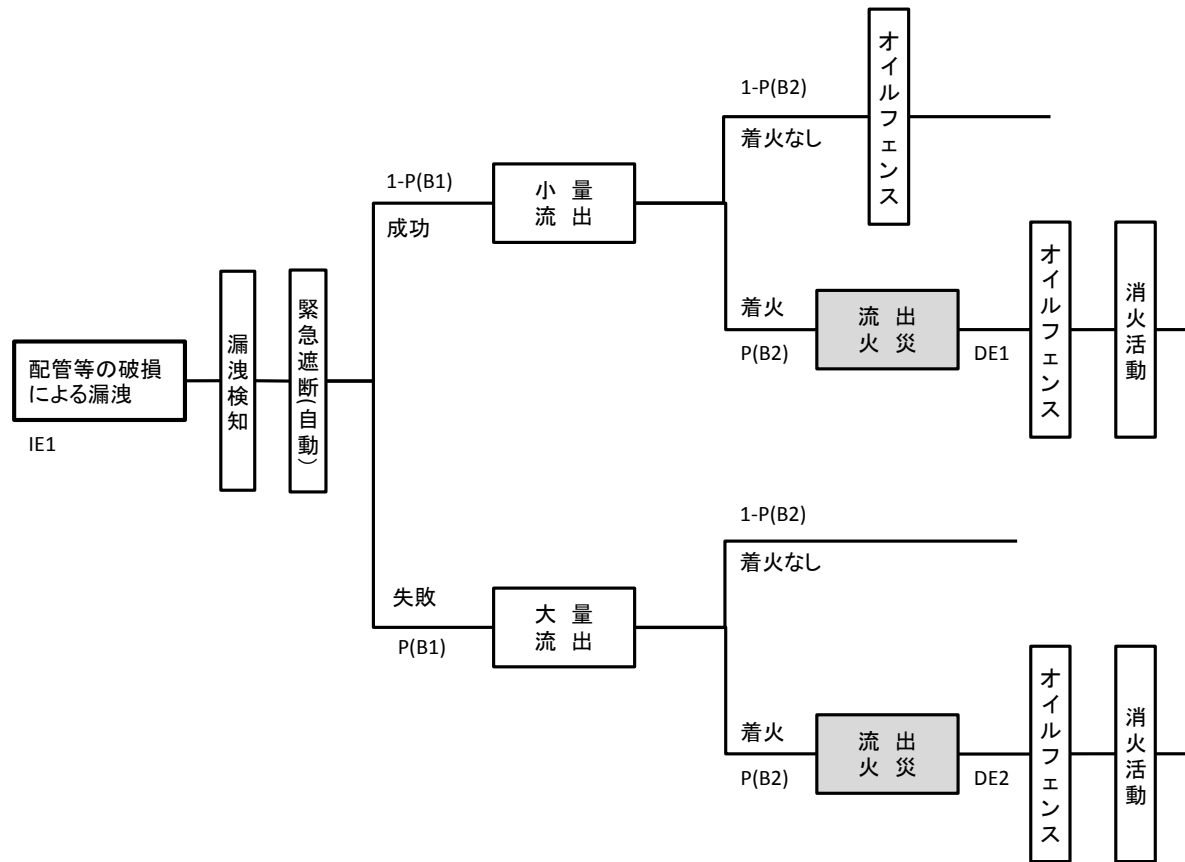 配管等の破損
による漏洩
IE1
漏洩検知
緊急遮断(自動)
1-P(B1)
成功
小量
流出
1-P(B2)
着火なし
オイルフェンス
着火
P(B2)
流出
火災
DE1
オイルフェンス
消火活動
失敗
P(B1)
大量
流出
1-P(B2)
着火なし
着火
P(B2)
流出
火災
DE2
オイルフェンス
消火活動